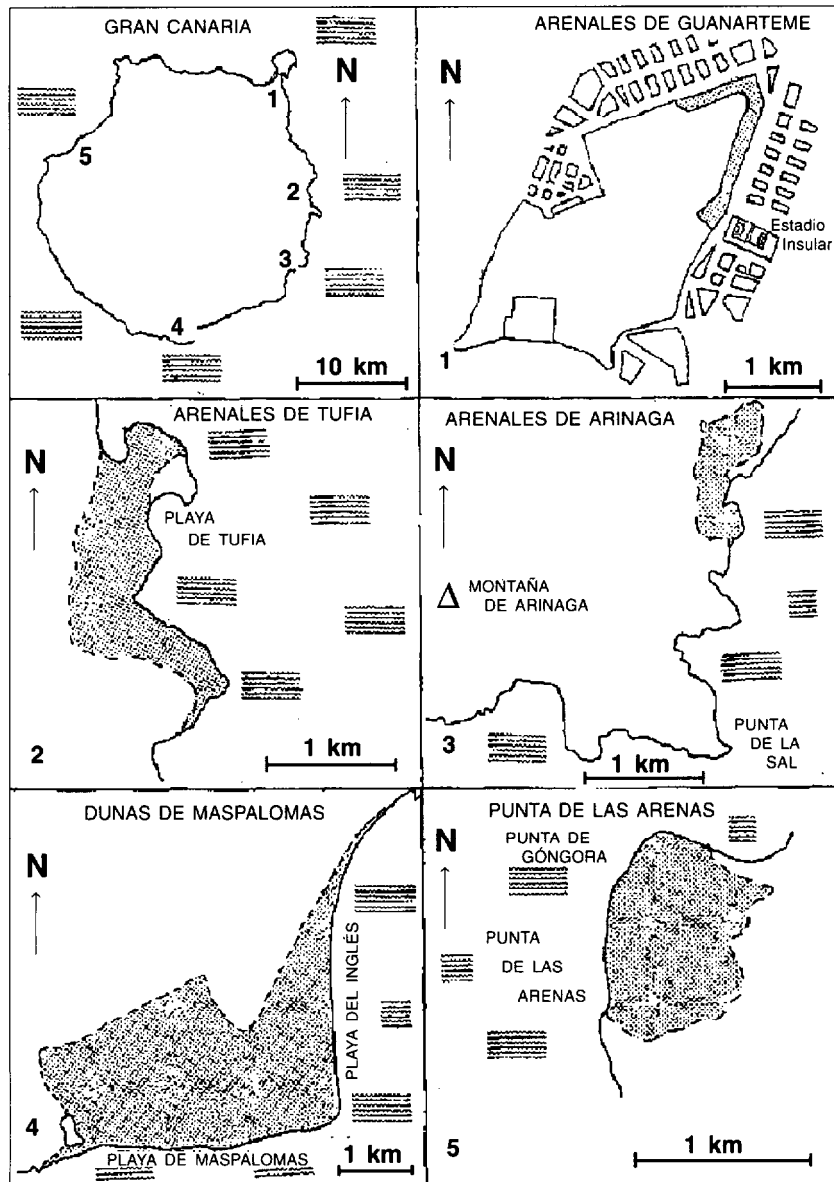 GRAN CANARIA
N
1
2
3
4
5
10 km
ARENALES DE GUANARTEME
N
Estadio
Insular
1
1 km
ARENALES DE TUFIA
N
PLAYA
DE TUFIA
2
1 km
ARENALES DE ARINAGA
N
Δ MONTAÑA
DE ARINAGA
3
1 km
PUNTA
DE LA
SAL
DUNAS DE MASPALOMAS
N
PLAYA DEL INGLÉS
4
PLAYA DE MASPALOMAS
1 km
PUNTA DE LAS ARENAS
PUNTA DE
GÓNGORA
N
PUNTA
DE LAS
ARENAS
5
1 km